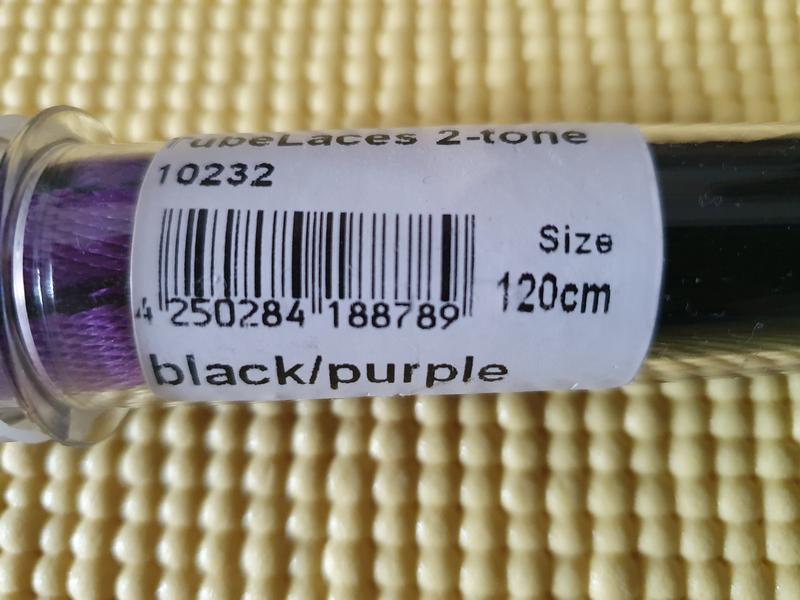 TubeLaces 2-tone
10232
Size
120cm
4 250284 188789
black/purple